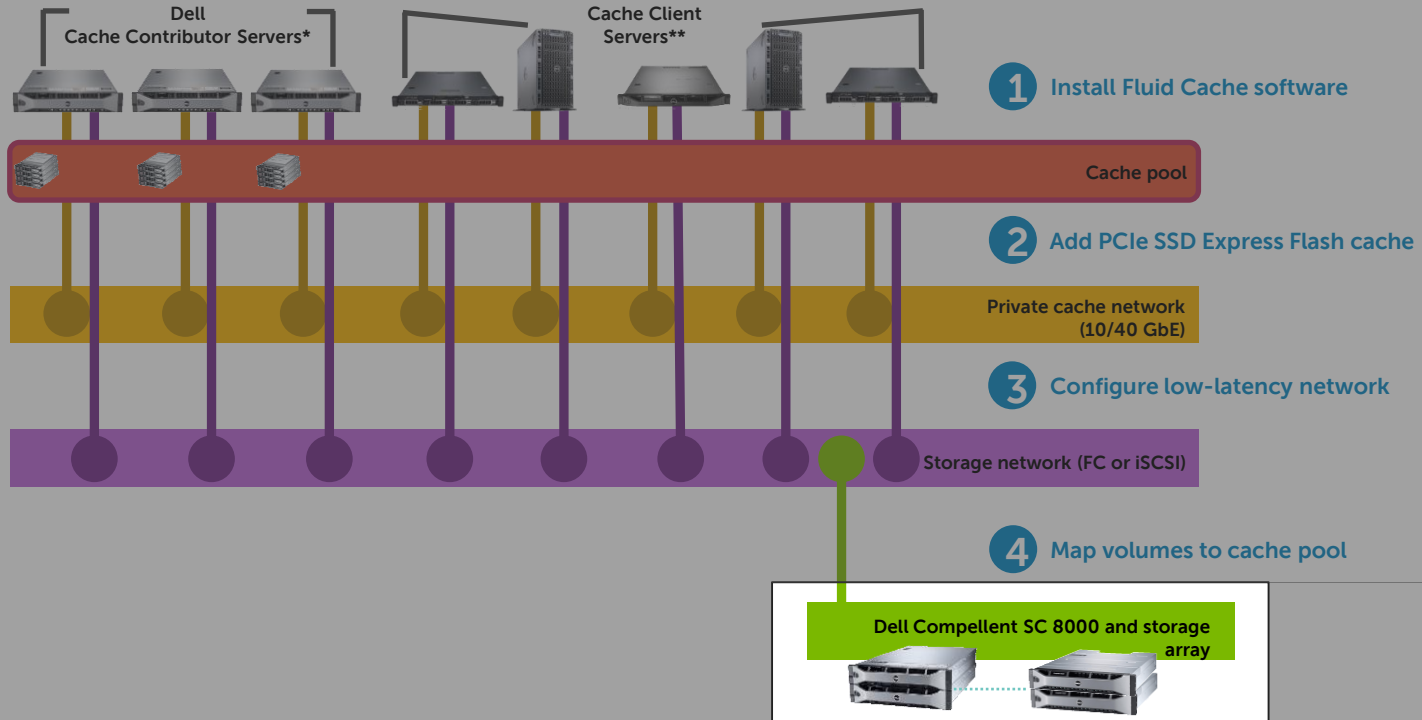 Dell
Cache Contributor Servers*
Cache Client
Servers**
1 Install Fluid Cache software
Cache pool
2 Add PCIe SSD Express Flash cache
Private cache network
(10/40 GbE)
3 Configure low-latency network
Storage network (FC or iSCSI)
4 Map volumes to cache pool
Dell Compellent SC 8000 and storage
array